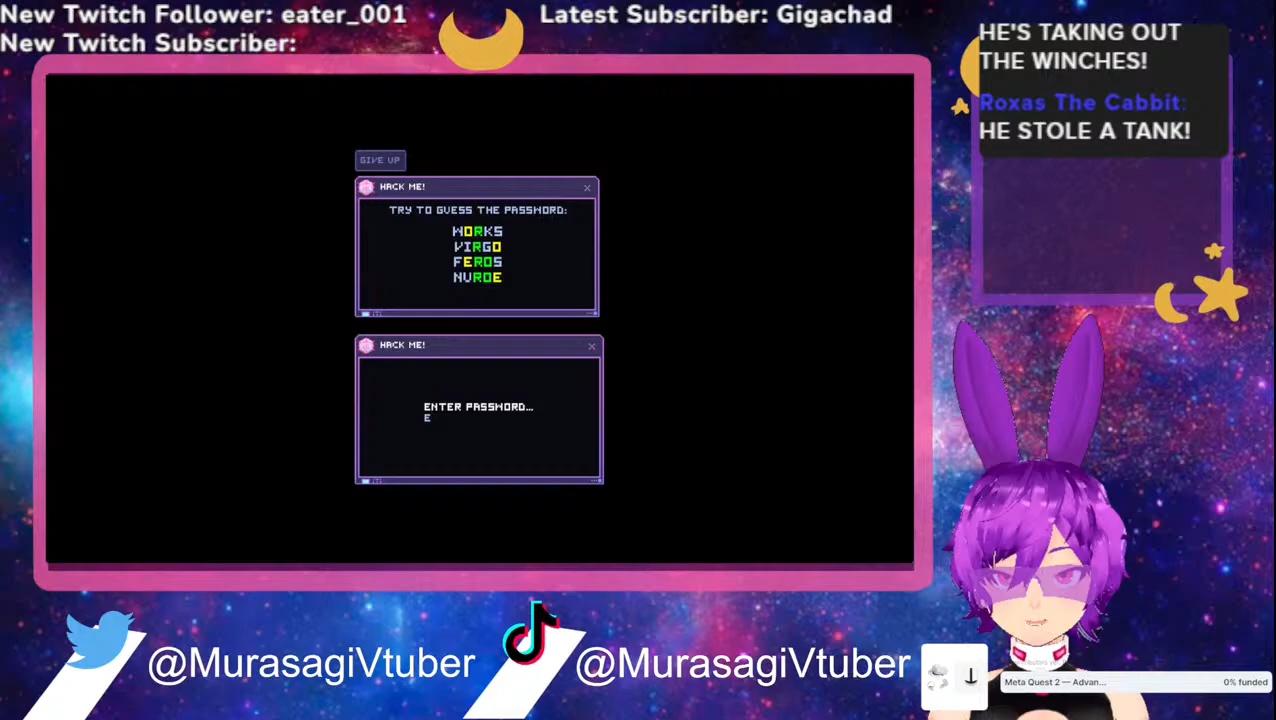 New Twitch Follower: eater_001
Latest Subscriber: Gigachad
New Twitch Subscriber:
HE'S TAKING OUT
THE WINCHES!
Roxas The Cabbit:
HE STOLE A TANK!
GIVE UP
HACK ME!
TRY TO GUESS THE PASSWORD:
WORKS
VIRGO
FEROS
NUROE
HACK ME!
ENTER PASSWORD...
E
@MurasagiVtuber
@MurasagiVtuber
Meta Quest 2 — Advan...
0% funded